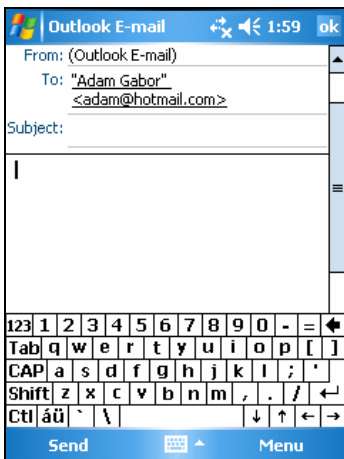 Outlook E-mail 1:59 ok
From: (Outlook E-mail)
To: "Adam Gabor"
<adam@hotmail.com>
Subject:
123 1 2 3 4 5 6 7 8 9 0 - =
Tab q w e r t y u i o p [ ]
CAP a s d f g h j k l ; '
Shift z x c v b n m , . /
Ctl áü ` \
Send Menu